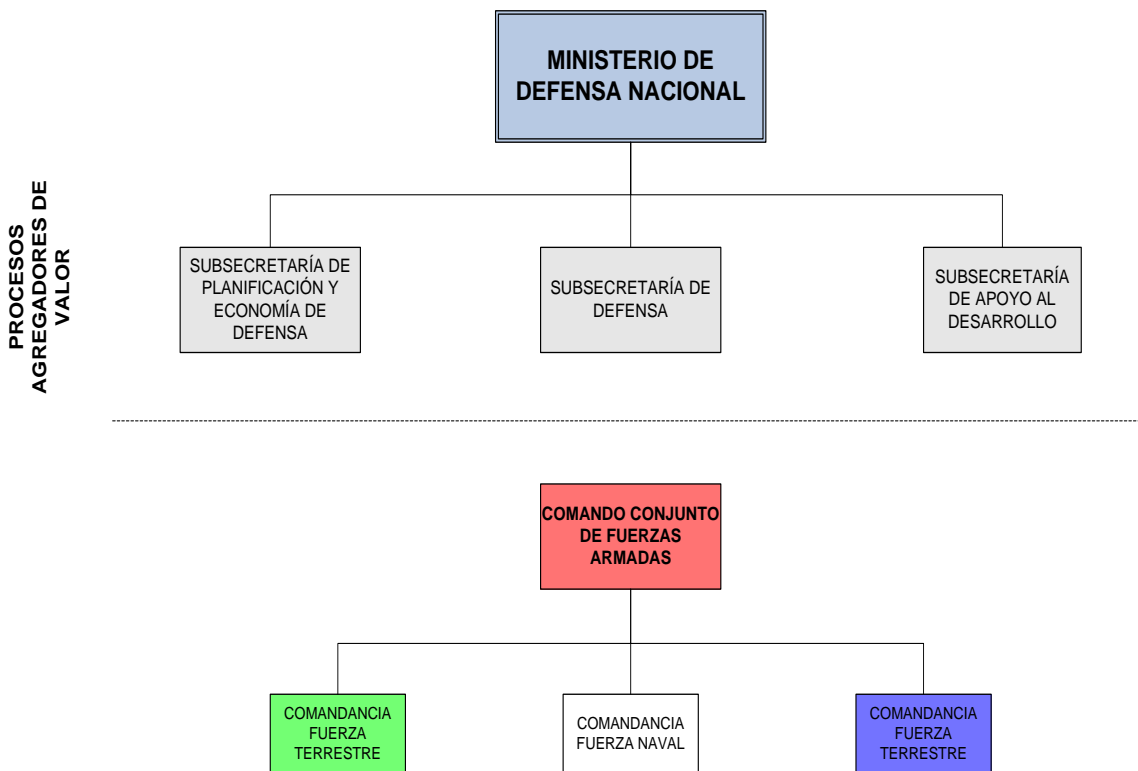 MINISTERIO DE
DEFENSA NACIONAL
PROCESOS
AGREGADORES DE
VALOR
SUBSECRETARÍA DE
PLANIFICACIÓN Y
ECONOMÍA DE
DEFENSA
SUBSECRETARÍA DE
DEFENSA
SUBSECRETARÍA
DE APOYO AL
DESARROLLO
COMANDO CONJUNTO
DE FUERZAS
ARMADAS
COMANDANCIA
FUERZA
TERRESTRE
COMANDANCIA
FUERZA NAVAL
COMANDANCIA
FUERZA
TERRESTRE